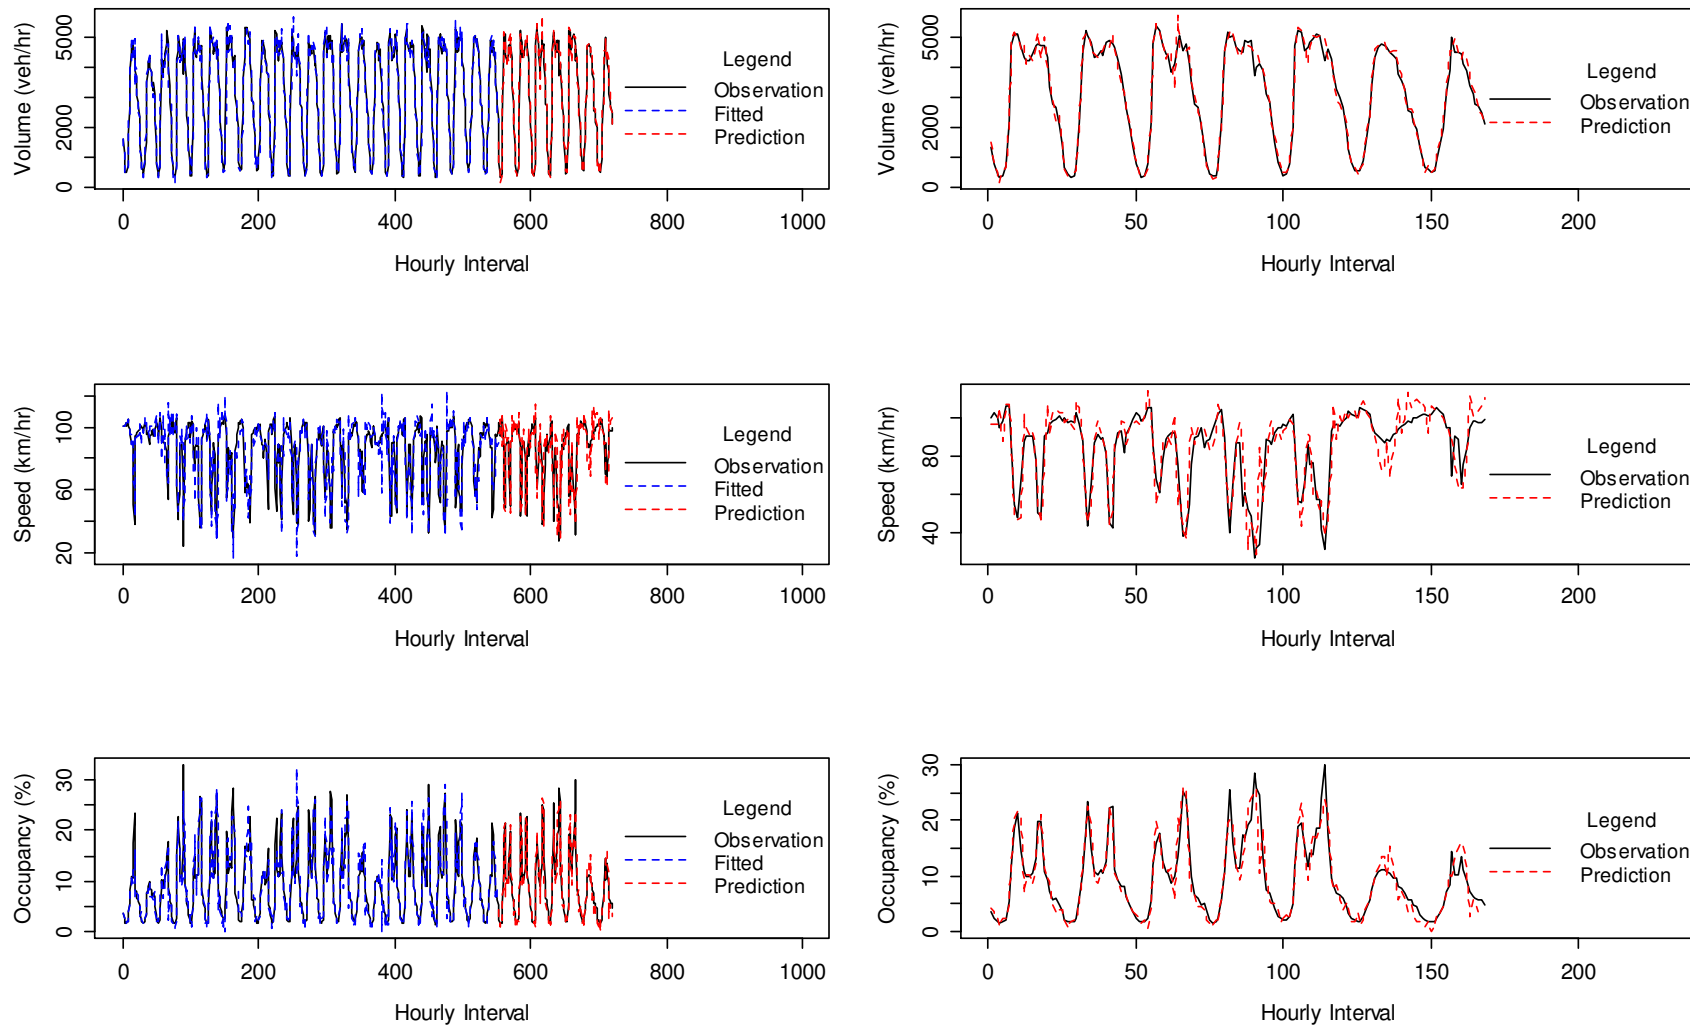 Volume (veh/hr)
0 2000 5000
0 200 400 600 800 1000
Hourly Interval
Legend
Observation
Fitted
Prediction
Volume (veh/hr)
0 2000 5000
0 50 100 150 200
Hourly Interval
Legend
Observation
Prediction
Speed (km/hr)
20 60 100
0 200 400 600 800 1000
Hourly Interval
Legend
Observation
Fitted
Prediction
Speed (km/hr)
40 80
0 50 100 150 200
Hourly Interval
Legend
Observation
Prediction
Occupancy (%)
0 10 20 30
0 200 400 600 800 1000
Hourly Interval
Legend
Observation
Fitted
Prediction
Occupancy (%)
0 10 20 30
0 50 100 150 200
Hourly Interval
Legend
Observation
Prediction